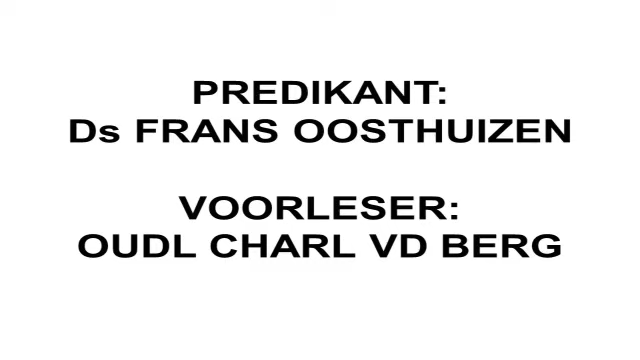 PREDIKANT:
Ds FRANS OOSTHUIZEN
VOORLESER:
OUDL CHARL VD BERG